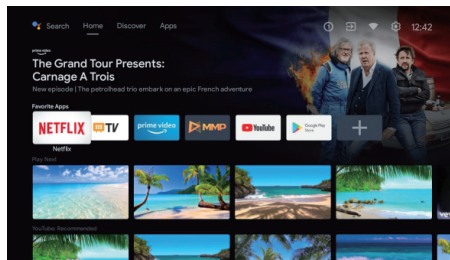 Search Home Discover Apps 12:42
prime video
The Grand Tour Presents:
Carnage A Trois
New episode | The petrolhead trio embark on an epic French adventure
Favorite Apps
NETFLIX TV prime video MMP YouTube Google Play Store
Netflix
Play Next
YouTube Recommended